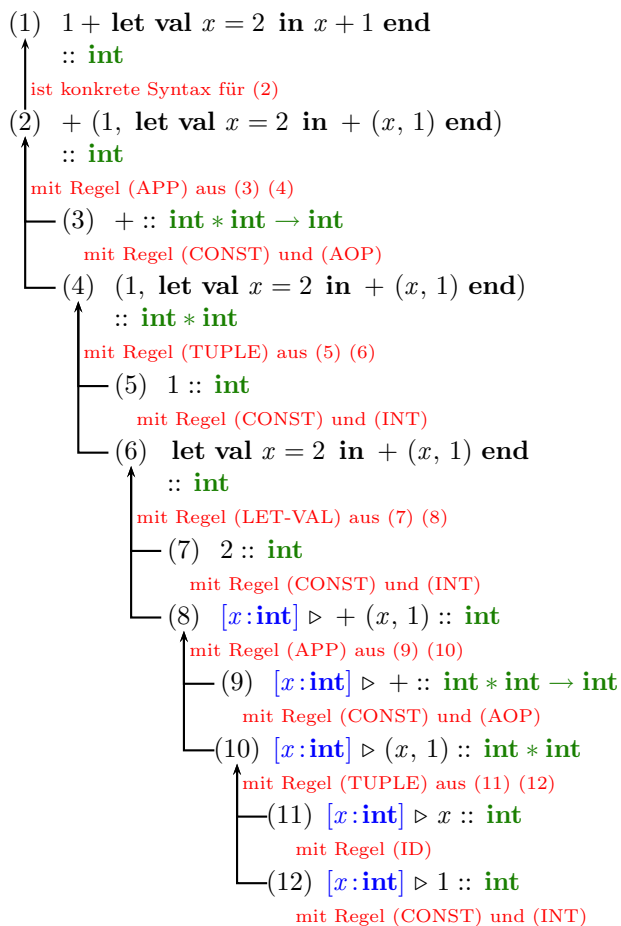 (1) 1 + let val x = 2 in x + 1 end
:: int
ist konkrete Syntax für (2)
(2) + (1, let val x = 2 in + (x, 1) end)
:: int
mit Regel (APP) aus (3) (4)
(3) + :: int ∗ int → int
mit Regel (CONST) und (AOP)
(4) (1, let val x = 2 in + (x, 1) end)
:: int ∗ int
mit Regel (TUPLE) aus (5) (6)
(5) 1 :: int
mit Regel (CONST) und (INT)
(6) let val x = 2 in + (x, 1) end
:: int
mit Regel (LET-VAL) aus (7) (8)
(7) 2 :: int
mit Regel (CONST) und (INT)
(8) [x : int] ▹ + (x, 1) :: int
mit Regel (APP) aus (9) (10)
(9) [x : int] ▹ + :: int ∗ int → int
mit Regel (CONST) und (AOP)
(10) [x : int] ▹ (x, 1) :: int ∗ int
mit Regel (TUPLE) aus (11) (12)
(11) [x : int] ▹ x :: int
mit Regel (ID)
(12) [x : int] ▹ 1 :: int
mit Regel (CONST) und (INT)